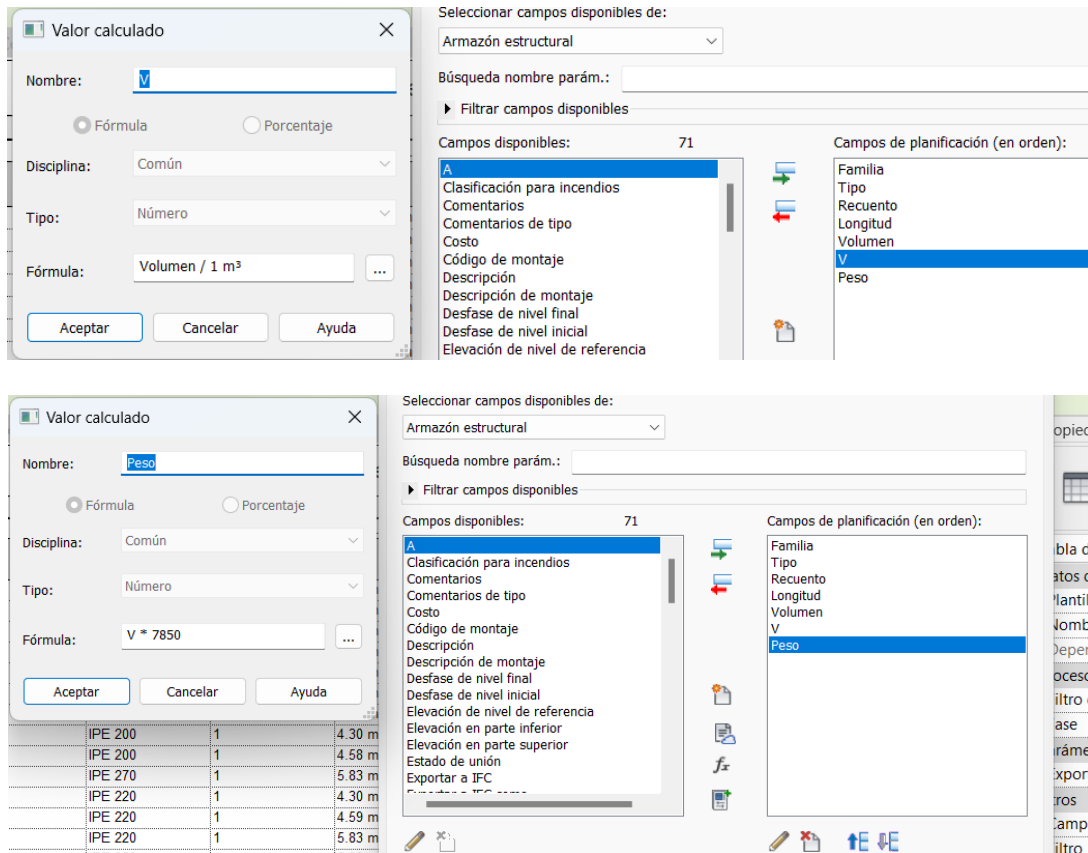 Seleccionar campos disponibles de:
Valor calculado
Armazón estructural
Nombre: V
Búsqueda nombre parám.:
Fórmula Porcentaje
Filtrar campos disponibles
Disciplina: Común
Campos disponibles: 71
Campos de planificación (en orden):
Tipo: Número
Fórmula: Volumen / 1 m³ ...
Aceptar Cancelar Ayuda
A
Clasificación para incendios
Comentarios
Comentarios de tipo
Costo
Código de montaje
Descripción
Descripción de montaje
Desfase de nivel final
Desfase de nivel inicial
Elevación de nivel de referencia
Familia
Tipo
Recuento
Longitud
Volumen
V
Peso
Seleccionar campos disponibles de:
Valor calculado
Armazón estructural
Nombre: Peso
Búsqueda nombre parám.:
Fórmula Porcentaje
Filtrar campos disponibles
Disciplina: Común
Campos disponibles: 71
Campos de planificación (en orden):
Tipo: Número
Fórmula: V * 7850 ...
Aceptar Cancelar Ayuda
A
Clasificación para incendios
Comentarios
Comentarios de tipo
Costo
Código de montaje
Descripción
Descripción de montaje
Desfase de nivel final
Desfase de nivel inicial
Elevación de nivel de referencia
Elevación en parte inferior
Elevación en parte superior
Estado de unión
Exportar a IFC
Familia
Tipo
Recuento
Longitud
Volumen
V
Peso
fx
IPE 200 1 4.30 m
IPE 200 1 4.58 m
IPE 270 1 5.83 m
IPE 220 1 4.30 m
IPE 220 1 4.59 m
IPE 220 1 5.83 m